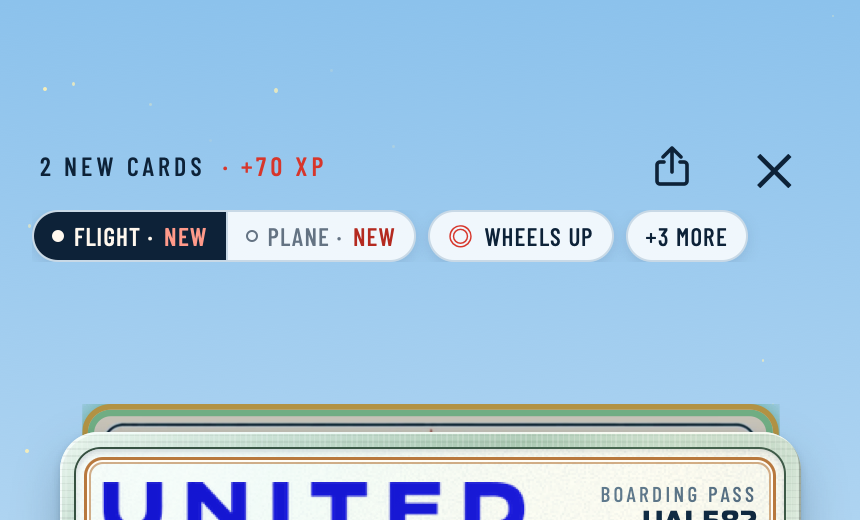 2 NEW CARDS · +70 XP
FLIGHT · NEW
PLANE · NEW
WHEELS UP
+3 MORE
UNITED
BOARDING PASS